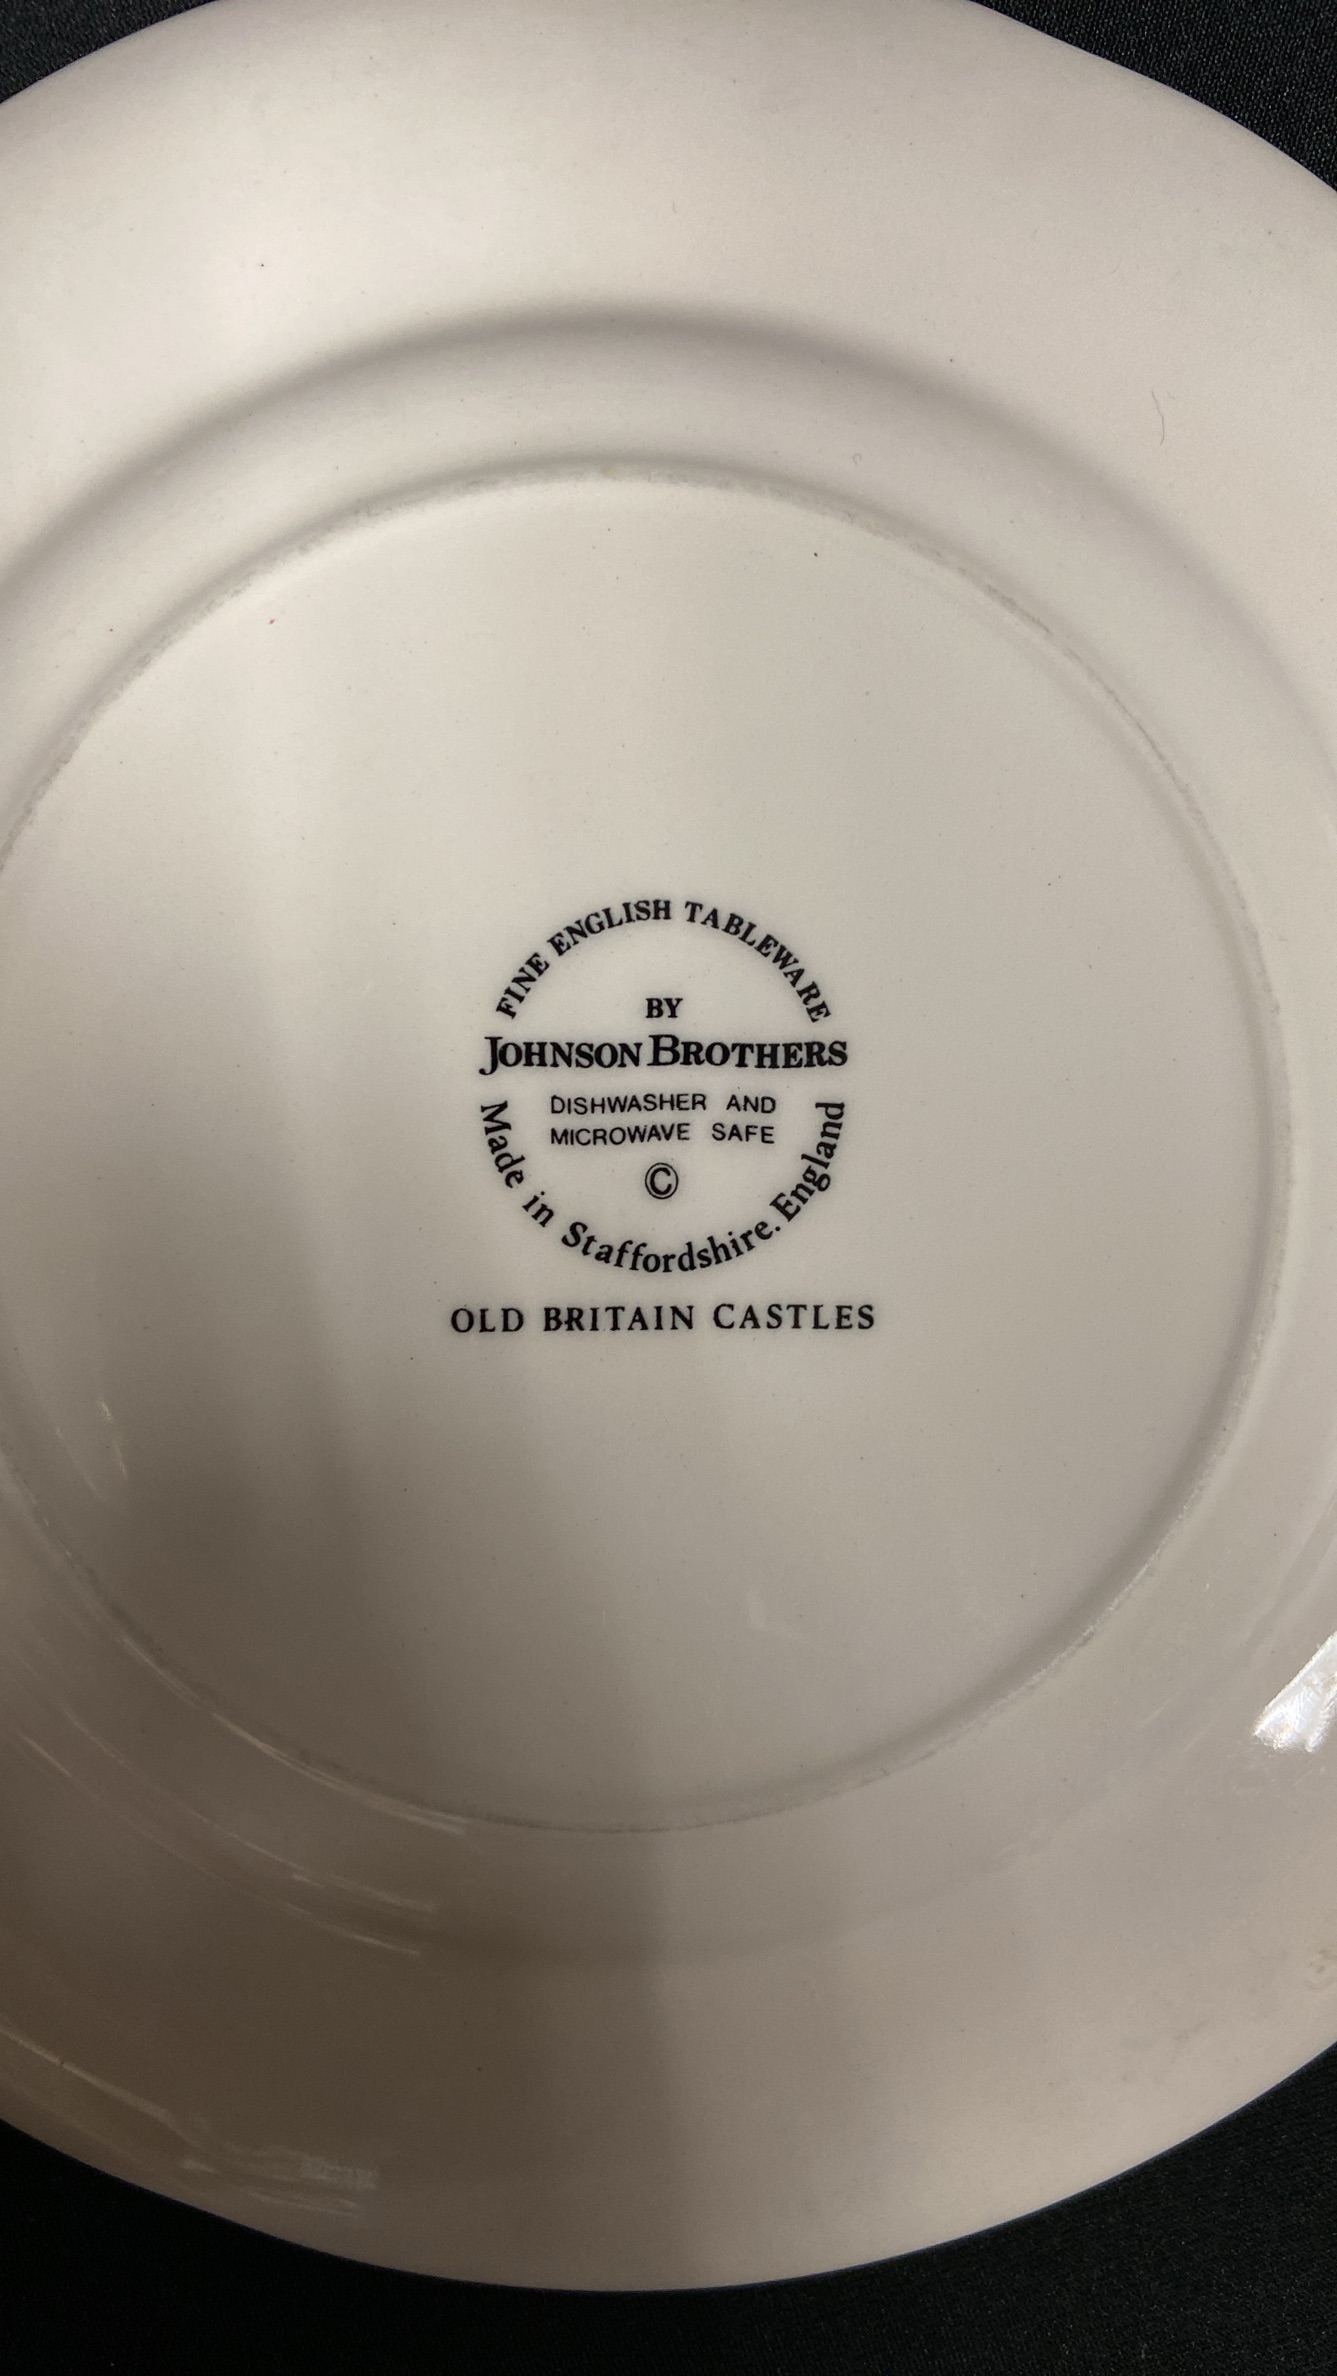 FINE ENGLISH TABLEWARE
BY
JOHNSON BROTHERS
DISHWASHER AND
MICROWAVE SAFE
©
Made in Staffordshire. England
OLD BRITAIN CASTLES